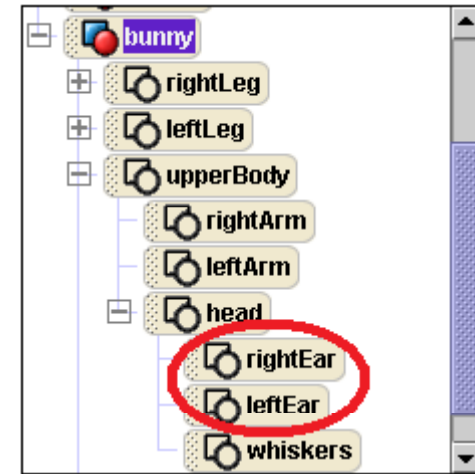 bunny
rightLeg
leftLeg
upperBody
rightArm
leftArm
head
rightEar
leftEar
whiskers